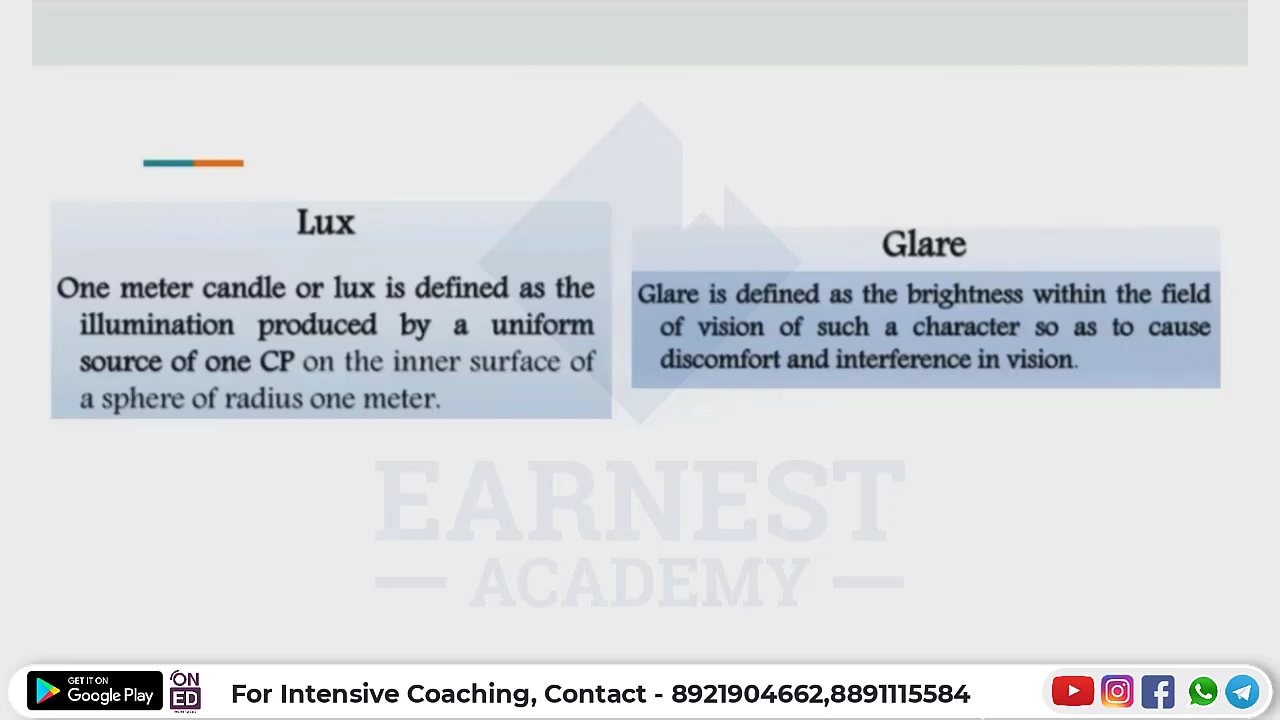 Lux
One meter candle or lux is defined as the
illumination produced by a uniform
source of one CP on the inner surface of
a sphere of radius one meter.
Glare
Glare is defined as the brightness within the field
of vision of such a character so as to cause
discomfort and interference in vision.
EARNEST
ACADEMY
GET IT ON
Google Play
ON
ED
For Intensive Coaching, Contact - 8921904662,8891115584